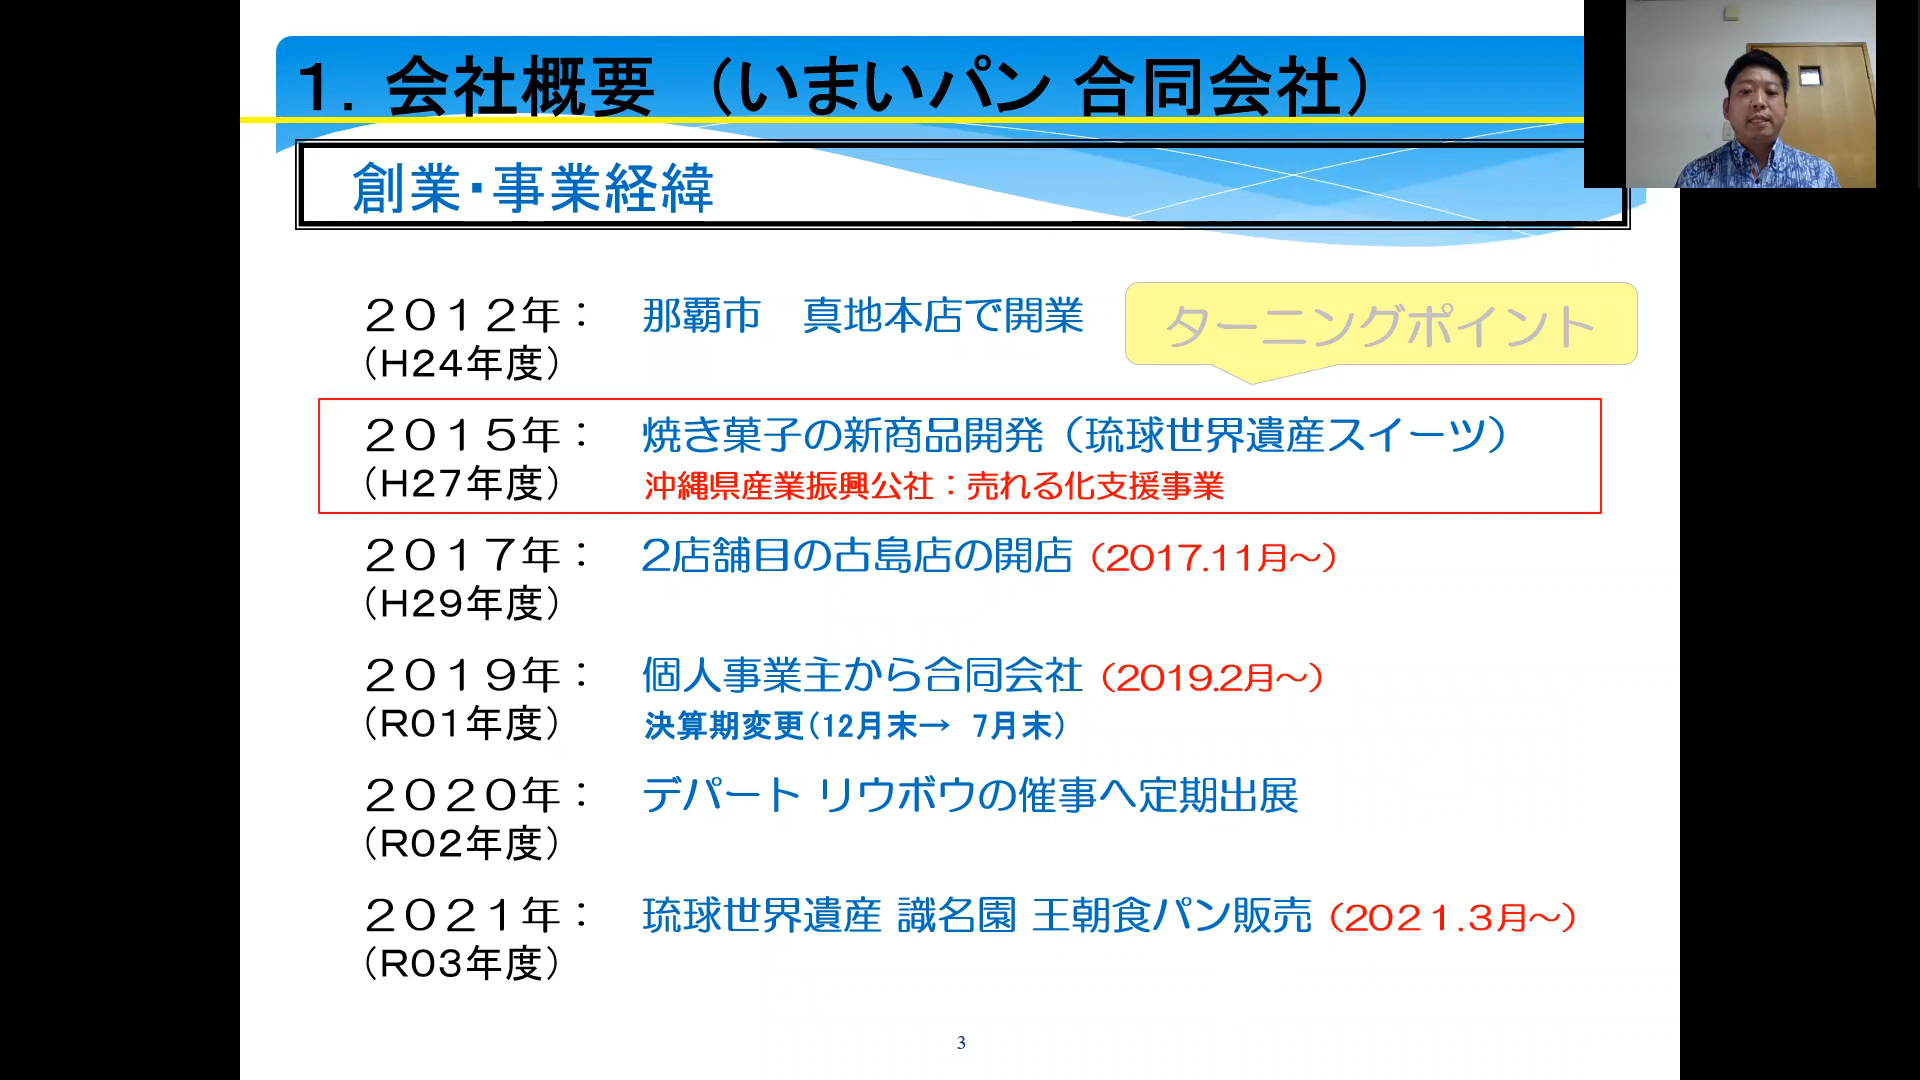 １．会社概要 （いまいパン 合同会社）
創業・事業経緯
２０１２年： 那覇市　真地本店で開業
ターニングポイント
（H24年度）
２０１５年： 焼き菓子の新商品開発（琉球世界遺産スイーツ）
（H27年度） 沖縄県産業振興公社：売れる化支援事業
２０１７年： 2店舗目の古島店の開店（2017.11月～）
（H29年度）
２０１９年： 個人事業主から合同会社（2019.2月～）
（R01年度） 決算期変更（12月末→ 7月末）
２０２０年： デパート リウボウの催事へ定期出展
（R02年度）
２０２１年： 琉球世界遺産 識名園 王朝食パン販売（2021.3月～）
（R03年度）
3